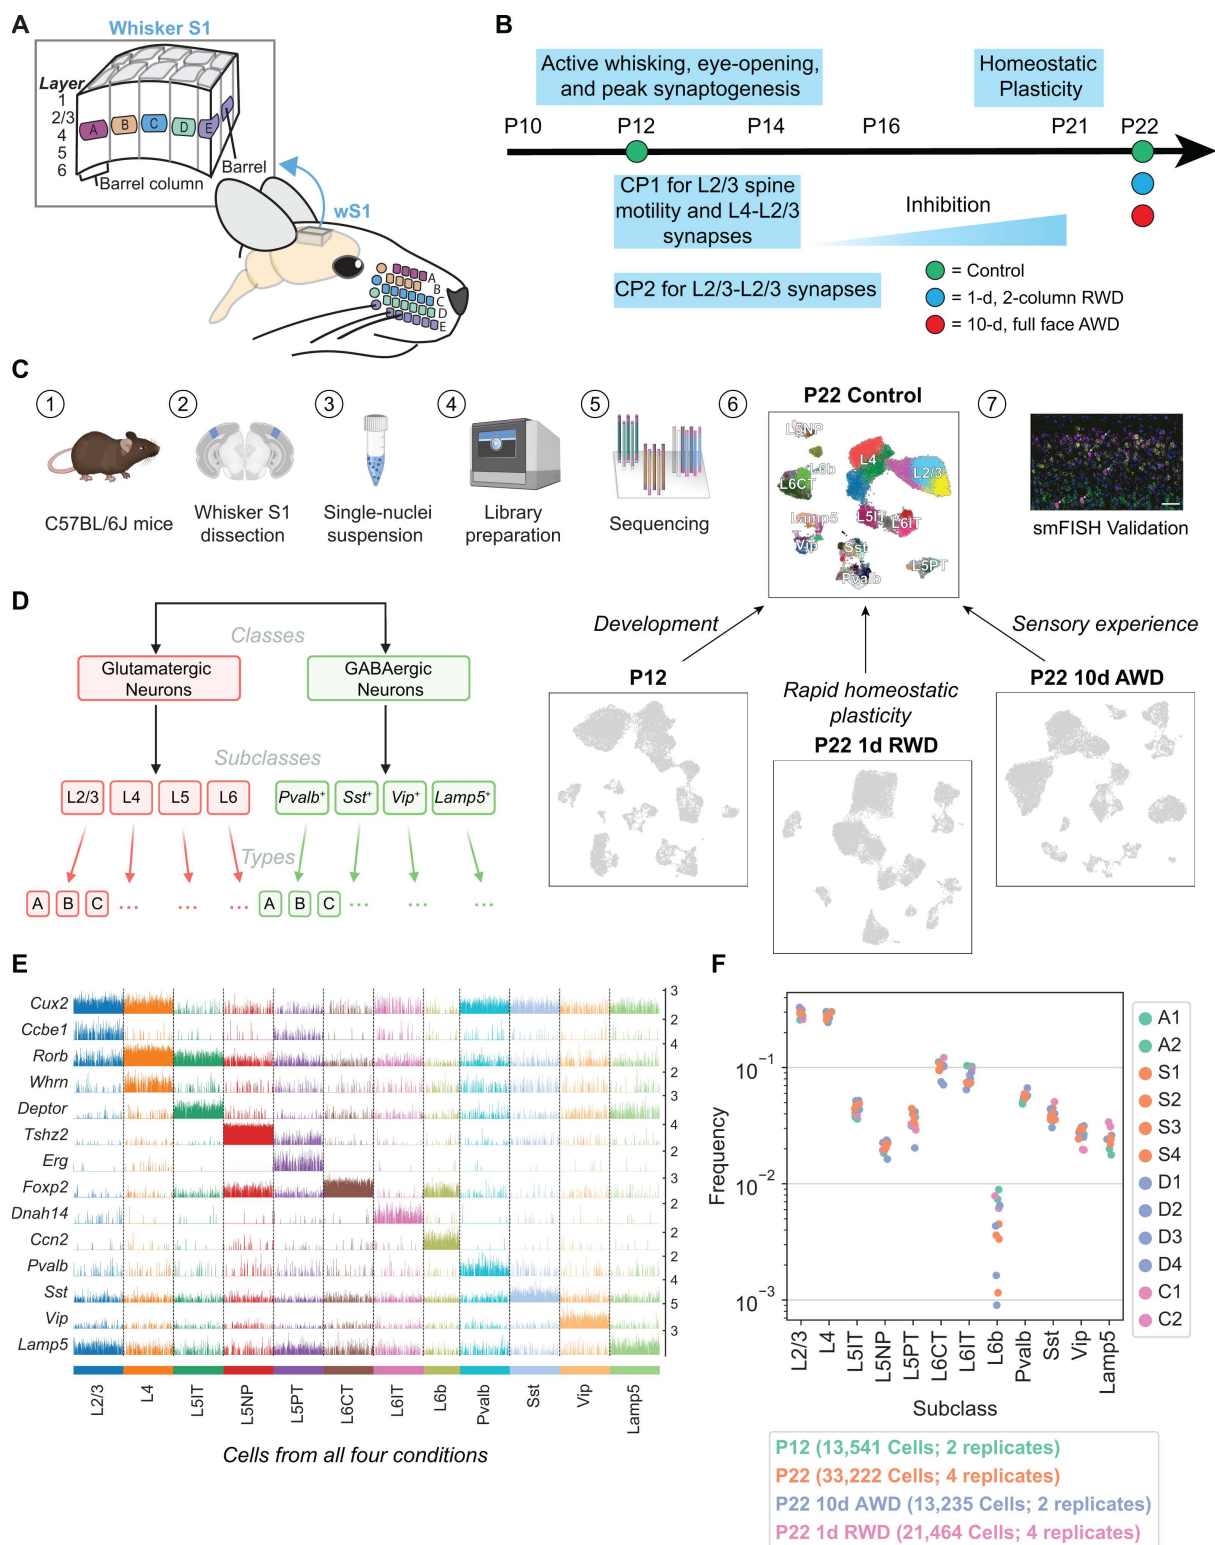 A
Whisker S1
Layer
1
2/3
4
5
6
A
B
C
D
E
Barrel
Barrel column
wS1
A
B
C
D
E
B
Active whisking, eye-opening,
and peak synaptogenesis
Homeostatic
Plasticity
P10
P12
P14
P16
P21
P22
CP1 for L2/3 spine
motility and L4-L2/3
synapses
Inhibition
CP2 for L2/3-L2/3 synapses
= Control
= 1-d, 2-column RWD
= 10-d, full face AWD
C
1
2
3
4
5
6
7
C57BL/6J mice
Whisker S1
dissection
Single-nuclei
suspension
Library
preparation
Sequencing
P22 Control
L5NP
L4
L6b
L2/3
L6CT
Lamp5
L5IT
L6IT
Vip
Sst
L5PT
Pvalb
smFISH Validation
Development
Sensory experience
P12
Rapid homeostatic
plasticity
P22 1d RWD
P22 10d AWD
D
Classes
Glutamatergic
Neurons
GABAergic
Neurons
Subclasses
L2/3
L4
L5
L6
Pvalb+
Sst+
Vip+
Lamp5+
Types
A
B
C
...
...
...
A
B
C
...
...
...
E
Cux2
Ccbe1
Rorb
Whrn
Deptor
Tshz2
Erg
Foxp2
Dnah14
Ccn2
Pvalb
Sst
Vip
Lamp5
3
2
3
2
3
4
2
3
2
2
2
4
5
3
L2/3
L4
L5IT
L5NP
L5PT
L6CT
L6IT
L6b
Pvalb
Sst
Vip
Lamp5
Cells from all four conditions
F
Frequency
10−1
10−2
10−3
L2/3
L4
L5IT
L5NP
L5PT
L6CT
L6IT
L6b
Pvalb
Sst
Vip
Lamp5
Subclass
A1
A2
S1
S2
S3
S4
D1
D2
D3
D4
C1
C2
P12 (13,541 Cells; 2 replicates)
P22 (33,222 Cells; 4 replicates)
P22 10d AWD (13,235 Cells; 2 replicates)
P22 1d RWD (21,464 Cells; 4 replicates)